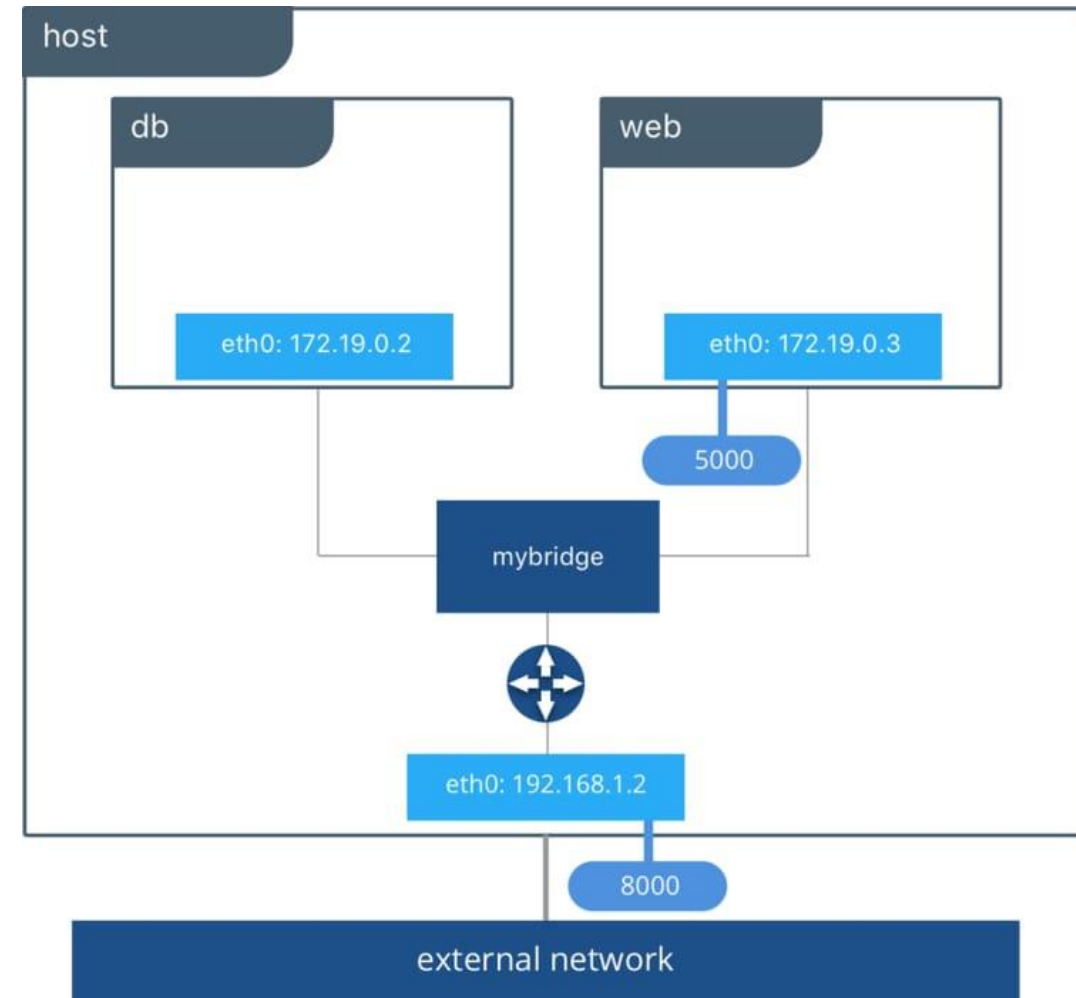 host
db
web
eth0: 172.19.0.2
eth0: 172.19.0.3
5000
mybridge
eth0: 192.168.1.2
8000
external network